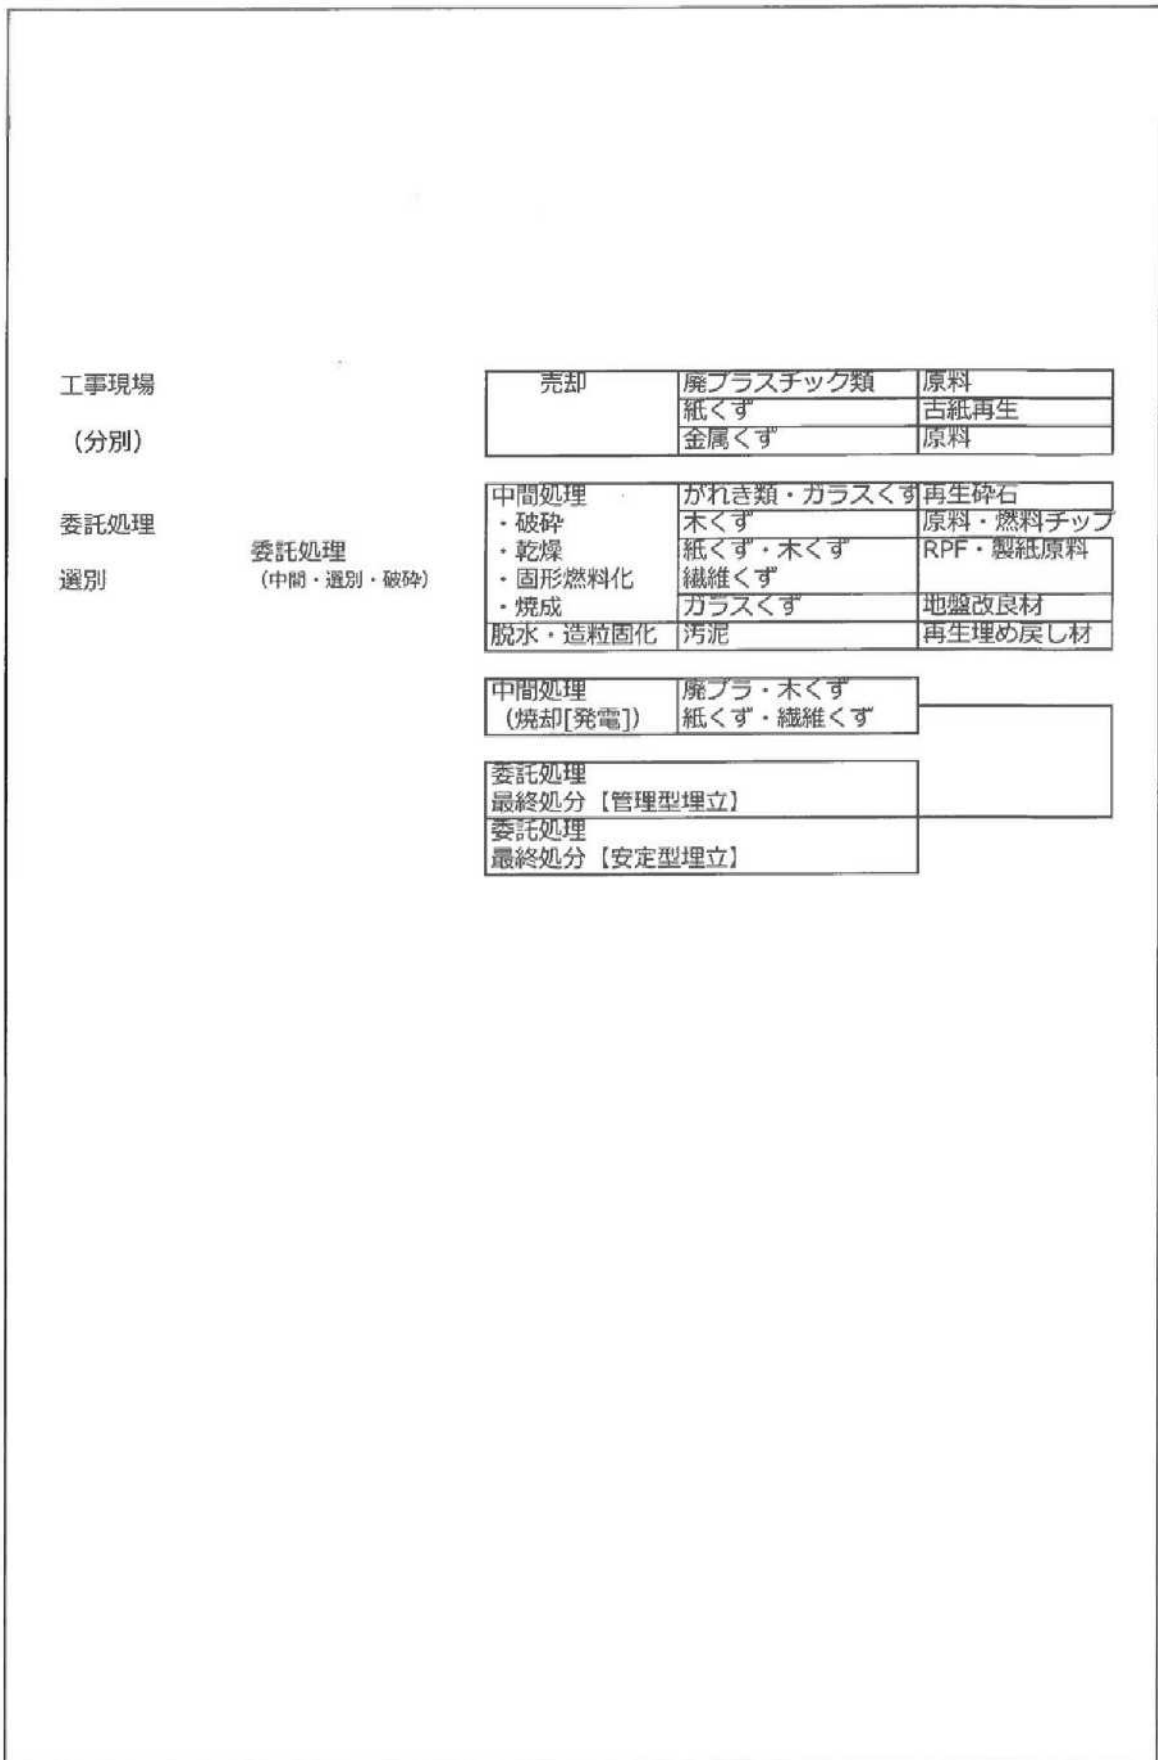 工事現場
（分別）
委託処理
選別
委託処理
（中間・選別・破砕）
売却 廃プラスチック類 原料
紙くず 古紙再生
金属くず 原料
中間処理 がれき類・ガラスくず 再生砕石
・破砕 木くず 原料・燃料チップ
・乾燥 紙くず・木くず RPF・製紙原料
・固形燃料化 繊維くず
・焼成 ガラスくず 地盤改良材
脱水・造粒固化 汚泥 再生埋め戻し材
中間処理 廃プラ・木くず
（焼却[発電]） 紙くず・繊維くず
委託処理
最終処分【管理型埋立】
委託処理
最終処分【安定型埋立】